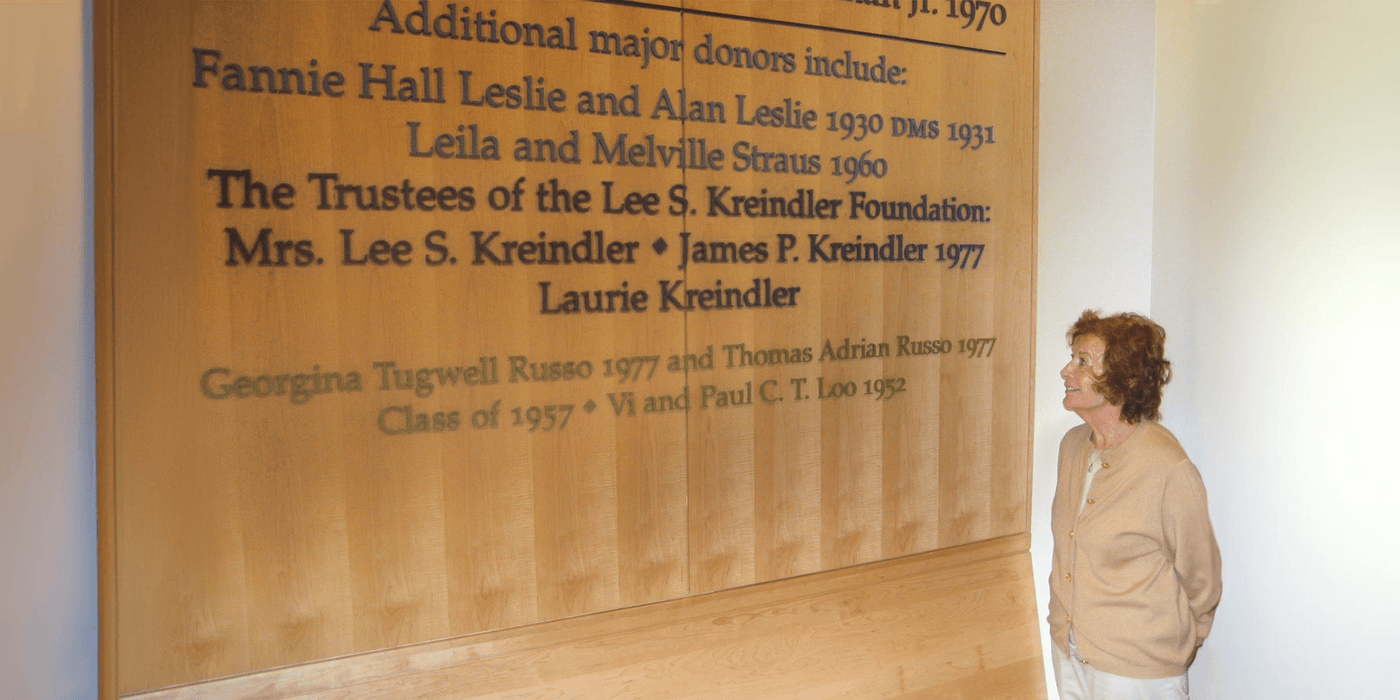 Jr. 1970
Additional major donors include:
Fannie Hall Leslie and Alan Leslie 1930 DMS 1931
Leila and Melville Straus 1960
The Trustees of the Lee S. Kreindler Foundation:
Mrs. Lee S. Kreindler ◆ James P. Kreindler 1977
Laurie Kreindler
Georgina Tugwell Russo 1977 and Thomas Adrian Russo 1977
Class of 1957 ◆ Vi and Paul C. T. Loo 1952